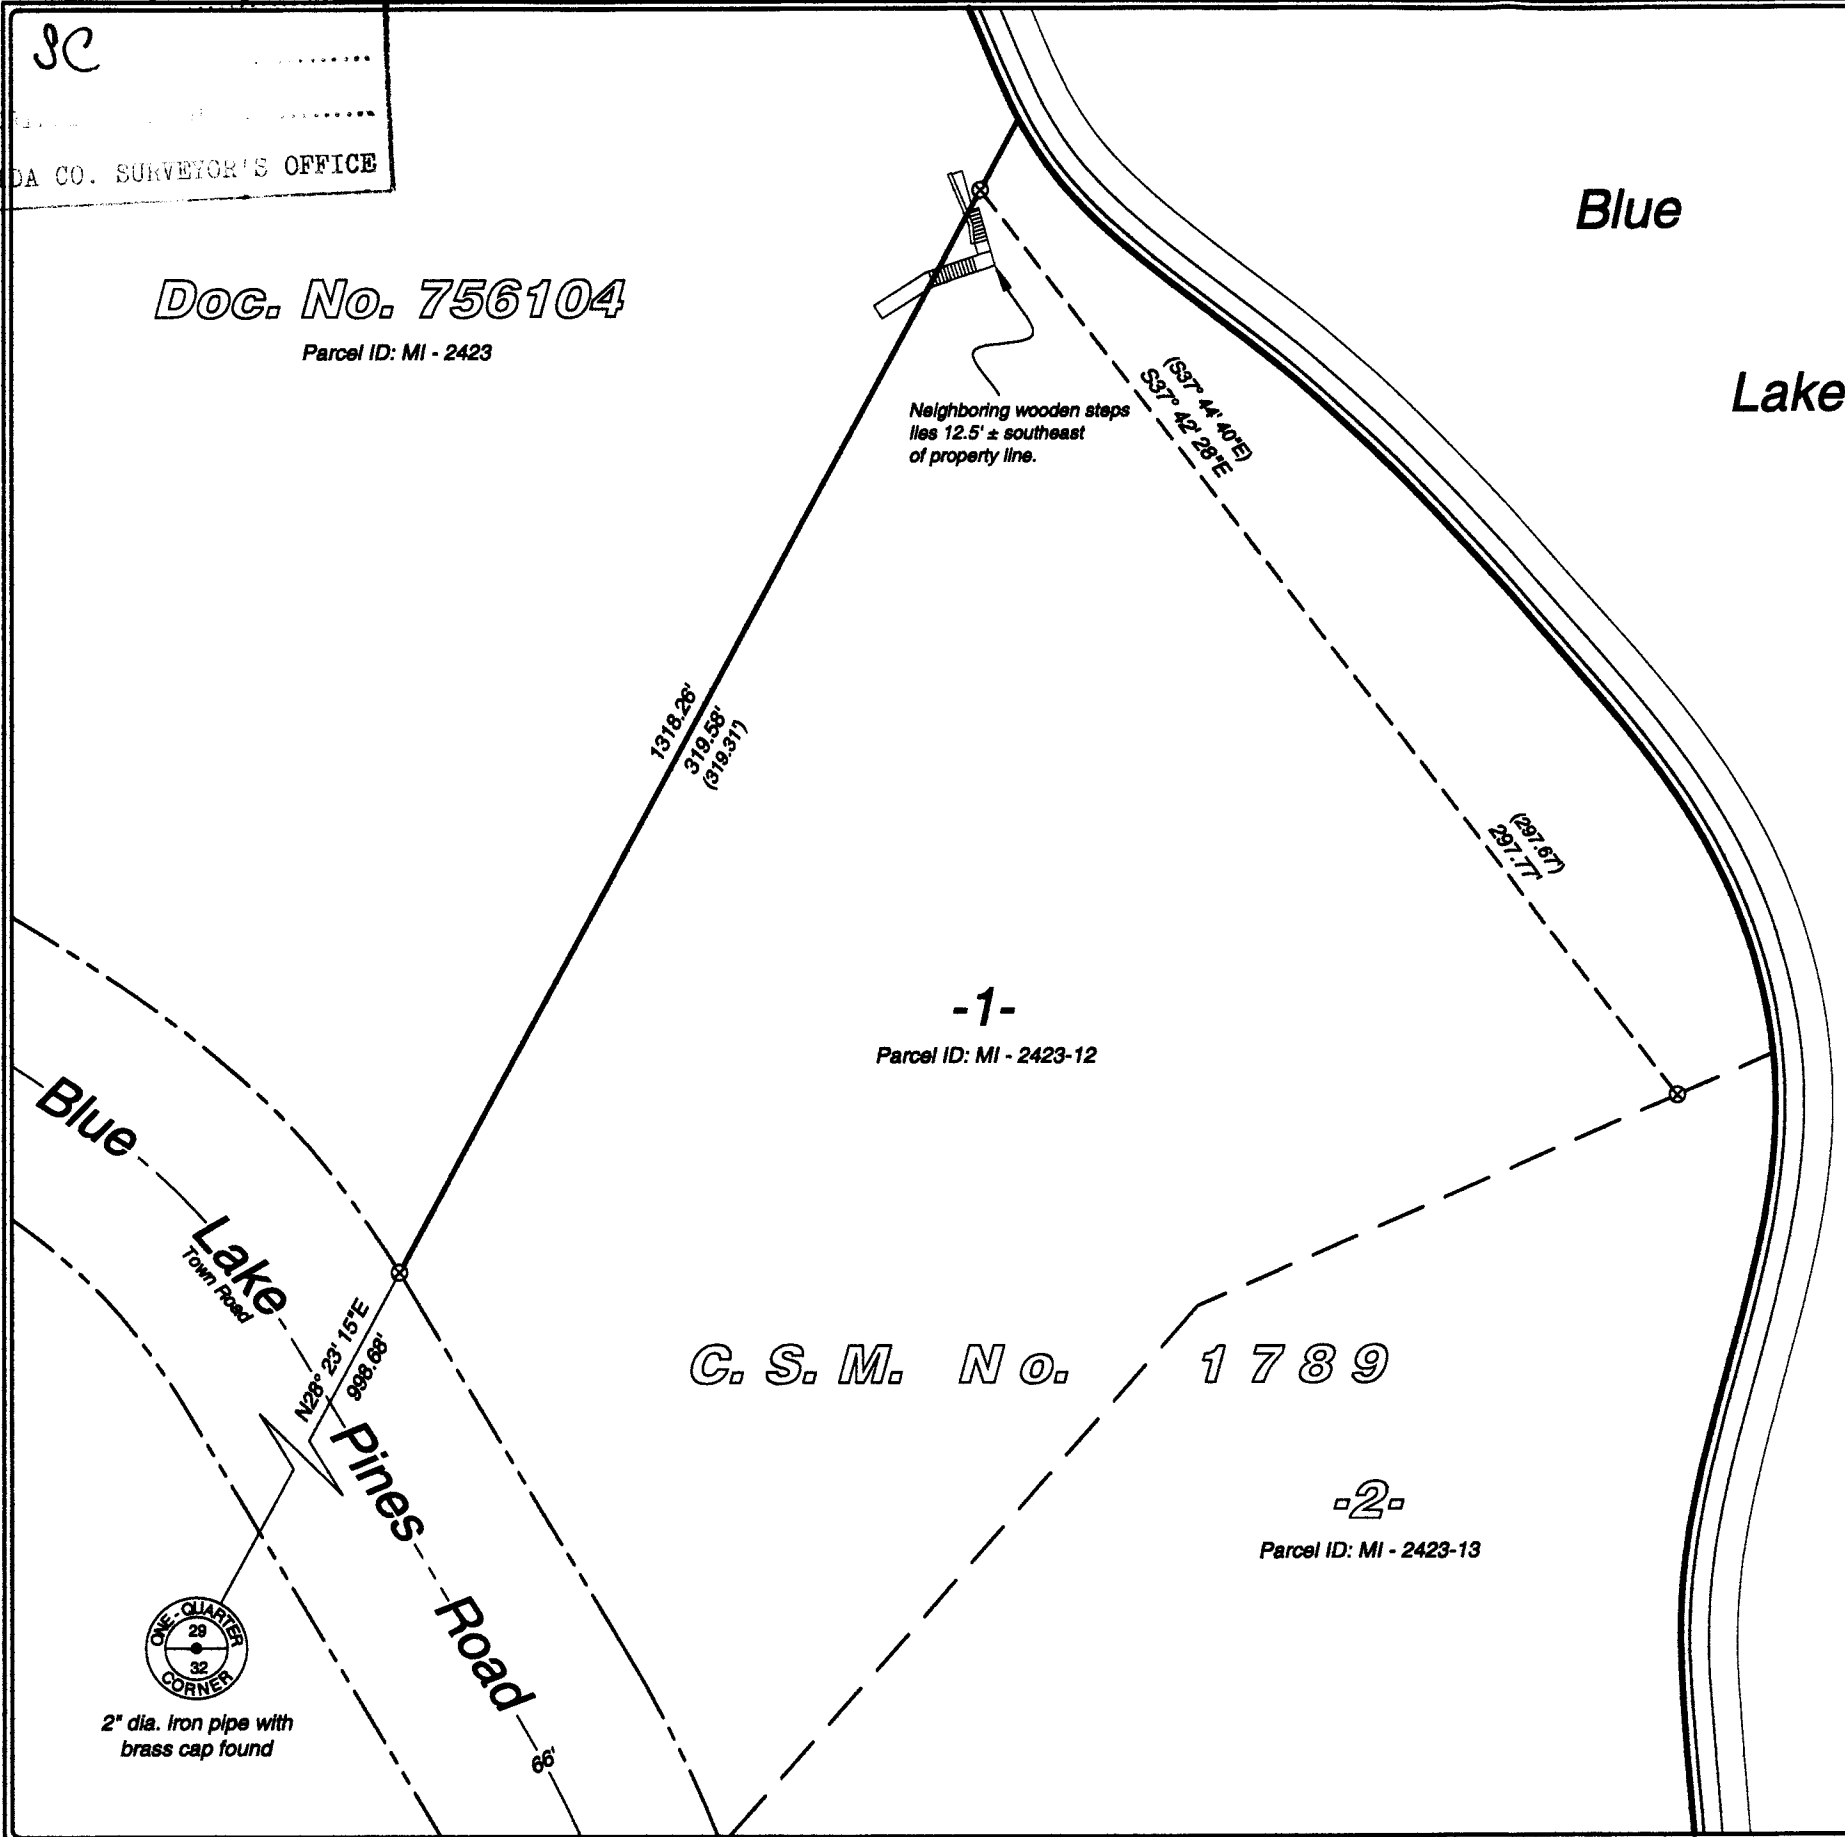 SC
DA CO. SURVEYOR'S OFFICE
Blue
Lake
Doc. No. 756104
Parcel ID: MI - 2423
Neighboring wooden steps
lies 12.5' ± southeast
of property line.
(S37° 44' 40"E)
S37° 42' 28"E
1318.26'
319.58'
(319.31')
(297.67')
297.77'
-1-
Parcel ID: MI - 2423-12
Blue
Lake
Town Road
Pines
Road
66'
N28° 23' 15"E
998.68'
C. S. M. No. 1789
-2-
Parcel ID: MI - 2423-13
ONE-QUARTER
29
32
CORNER
2" dia. iron pipe with
brass cap found